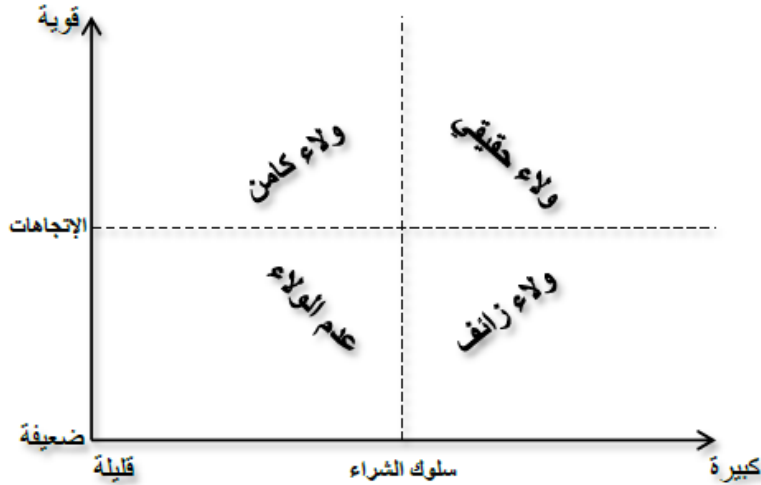 قوية
ولاء حقيقي
ولاء كامن
الإتجاهات
ولاء زائف
عدم الولاء
ضعيفة
كبيرة
سلوك الشراء
قليلة